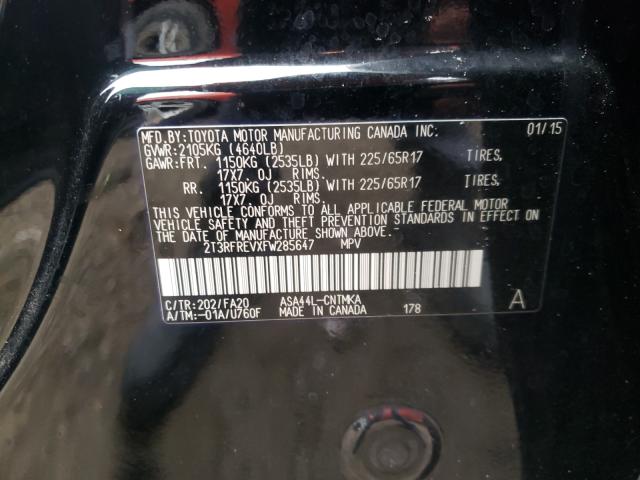 MFD.BY:TOYOTA MOTOR MANUFACTURING CANADA INC. 01/15
GVWR:2105KG (4640LB)
GAWR:FRT. 1150KG (2535LB) WITH 225/65R17 TIRES,
17X7. 0J RIMS.
RR. 1150KG (2535LB) WITH 225/65R17 TIRES,
17X7. 0J RIMS.
THIS VEHICLE CONFORMS TO ALL APPLICABLE FEDERAL MOTOR
VEHICLE SAFETY AND THEFT PREVENTION STANDARDS IN EFFECT ON
THE DATE OF MANUFACTURE SHOWN ABOVE.
2T3RFREVXFW285647 MPV
C/TR:202/FA20 ASA44L-CNTMKA A
A/TM:-01A/U760F MADE IN CANADA 178